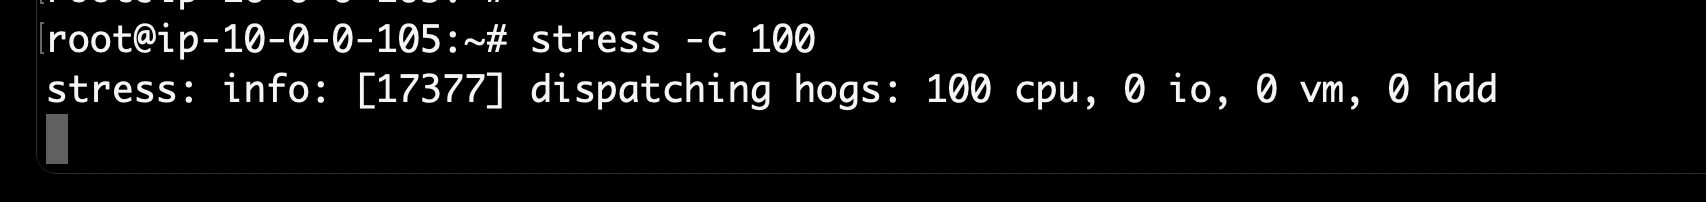 [root@ip-10-0-0-105:~# stress -c 100
stress: info: [17377] dispatching hogs: 100 cpu, 0 io, 0 vm, 0 hdd